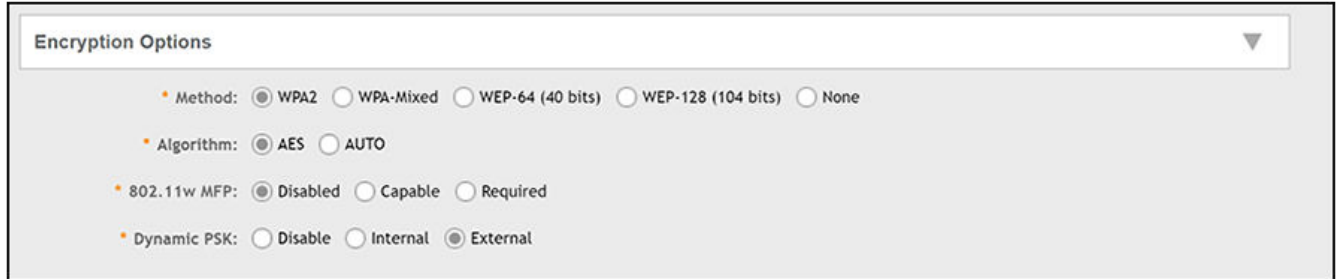 Encryption Options
* Method: WPA2 WPA-Mixed WEP-64 (40 bits) WEP-128 (104 bits) None
* Algorithm: AES AUTO
* 802.11w MFP: Disabled Capable Required
* Dynamic PSK: Disable Internal External